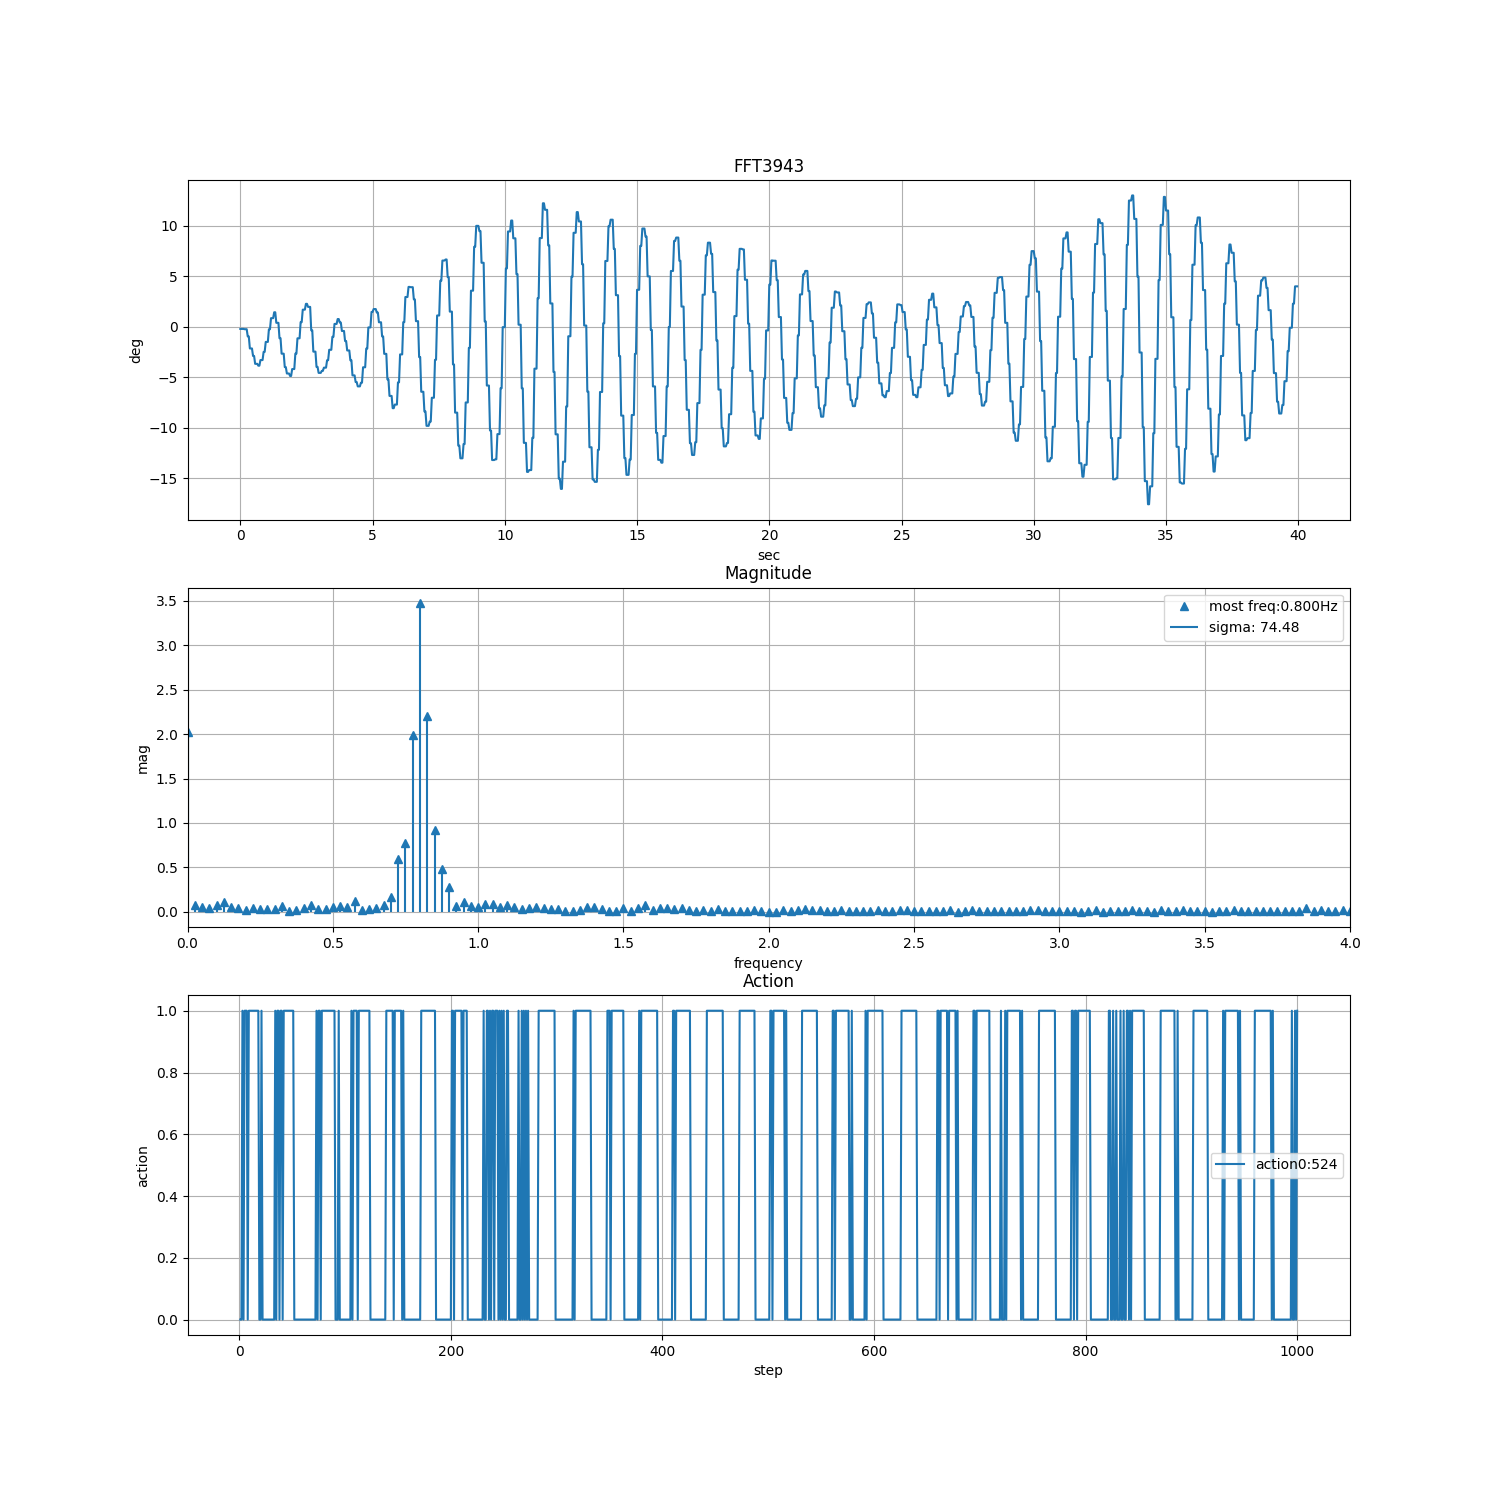 FFT3943
10
5
0
−5
−10
−15
deg
0 5 10 15 20 25 30 35 40
sec
Magnitude
3.5
3.0
2.5
2.0
1.5
1.0
0.5
0.0
mag
most freq:0.800Hz
sigma: 74.48
0.0 0.5 1.0 1.5 2.0 2.5 3.0 3.5 4.0
frequency
Action
1.0
0.8
0.6
0.4
0.2
0.0
action
action0:524
0 200 400 600 800 1000
step